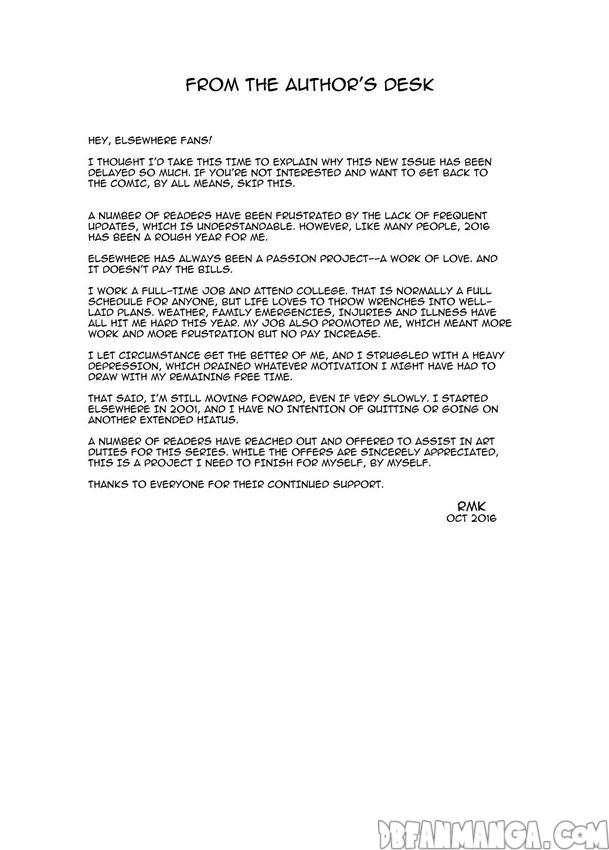 FROM THE AUTHOR'S DESK
HEY, ELSEWHERE FANS!
I THOUGHT I'D TAKE THIS TIME TO EXPLAIN WHY THIS NEW ISSUE HAS BEEN
DELAYED SO MUCH. IF YOU'RE NOT INTERESTED AND WANT TO GET BACK TO
THE COMIC, BY ALL MEANS, SKIP THIS.
A NUMBER OF READERS HAVE BEEN FRUSTRATED BY THE LACK OF FREQUENT
UPDATES, WHICH IS UNDERSTANDABLE. HOWEVER, LIKE MANY PEOPLE, 2016
HAS BEEN A ROUGH YEAR FOR ME.
ELSEWHERE HAS ALWAYS BEEN A PASSION PROJECT--A WORK OF LOVE. AND
IT DOESN'T PAY THE BILLS.
I WORK A FULL-TIME JOB AND ATTEND COLLEGE. THAT IS NORMALLY A FULL
SCHEDULE FOR ANYONE, BUT LIFE LOVES TO THROW WRENCHES INTO WELL-
LAID PLANS. WEATHER, FAMILY EMERGENCIES, INJURIES AND ILLNESS HAVE
ALL HIT ME HARD THIS YEAR. MY JOB ALSO PROMOTED ME, WHICH MEANT MORE
WORK AND MORE FRUSTRATION BUT NO PAY INCREASE.
I LET CIRCUMSTANCE GET THE BETTER OF ME, AND I STRUGGLED WITH A HEAVY
DEPRESSION, WHICH DRAINED WHATEVER MOTIVATION I MIGHT HAVE HAD TO
DRAW WITH MY REMAINING FREE TIME.
THAT SAID, I'M STILL MOVING FORWARD, EVEN IF VERY SLOWLY. I STARTED
ELSEWHERE IN 2001, AND I HAVE NO INTENTION OF QUITTING OR GOING ON
ANOTHER EXTENDED HIATUS.
A NUMBER OF READERS HAVE REACHED OUT AND OFFERED TO ASSIST IN ART
DUTIES FOR THIS SERIES. WHILE THE OFFERS ARE SINCERELY APPRECIATED,
THIS IS A PROJECT I NEED TO FINISH FOR MYSELF, BY MYSELF.
THANKS TO EVERYONE FOR THEIR CONTINUED SUPPORT.
RMK
OCT 2016
DBFANMANGA.COM